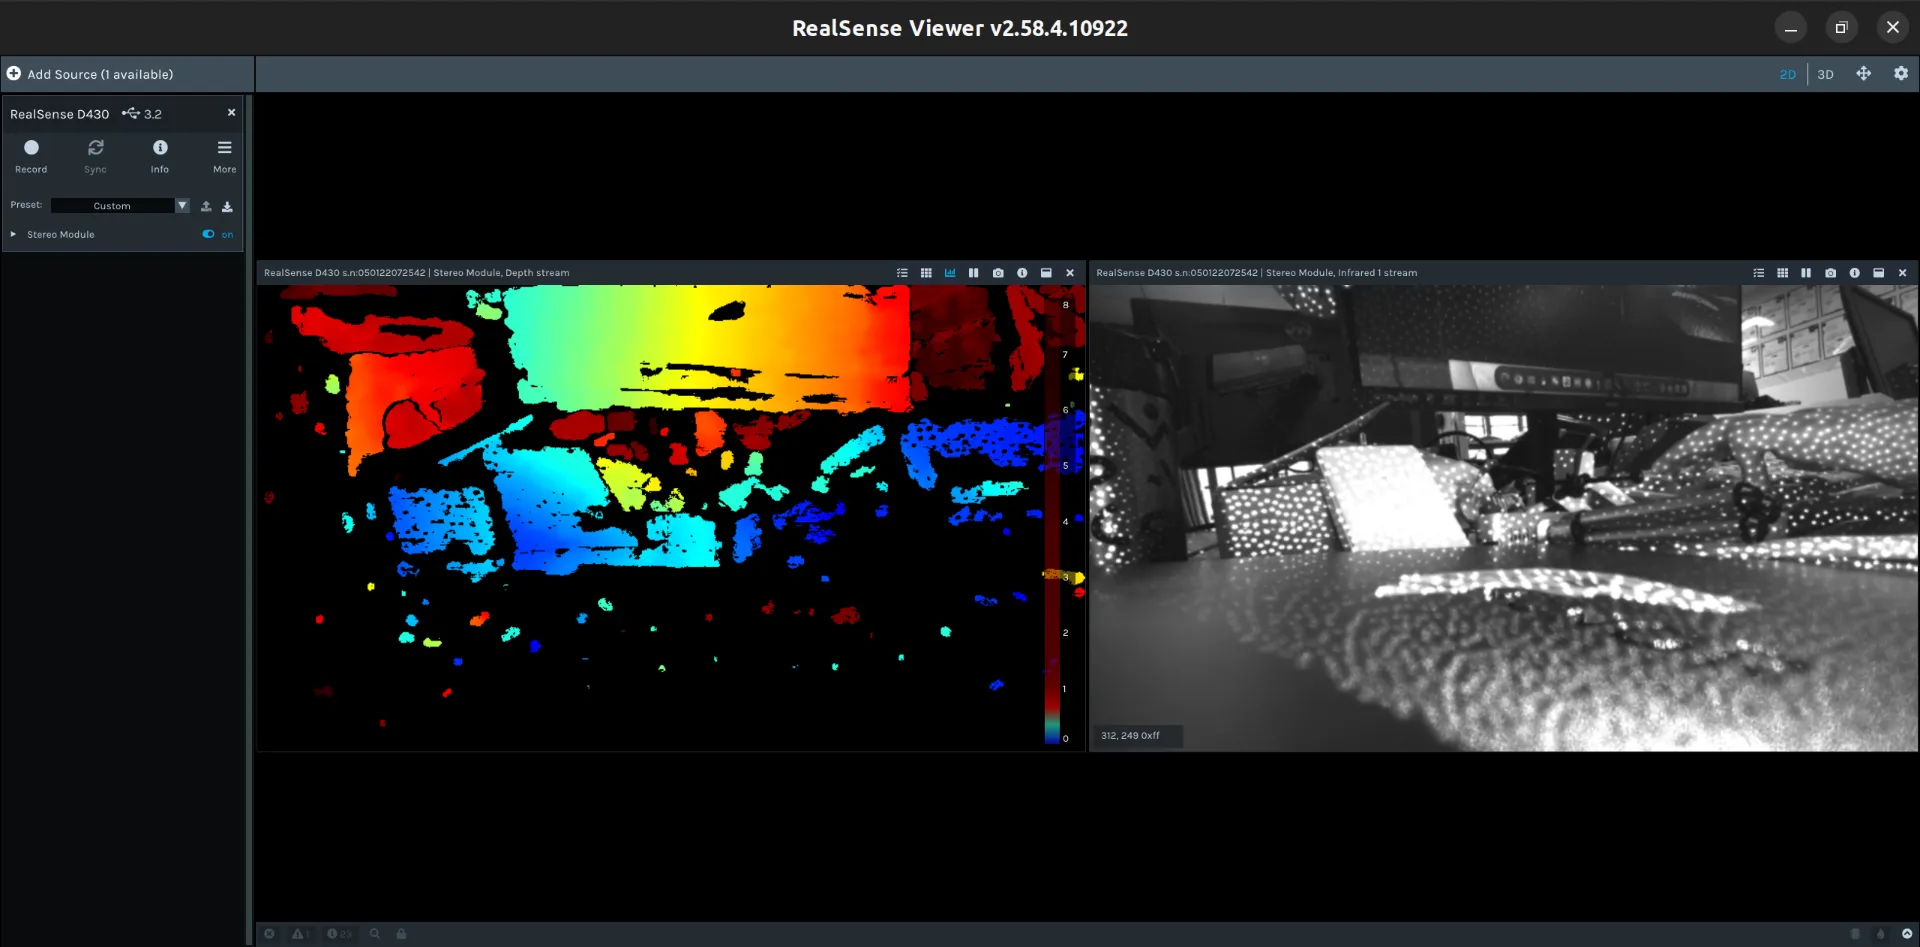 RealSense Viewer v2.58.4.10922
Add Source (1 available)
2D
3D
RealSense D430
3.2
Record
Sync
Info
More
Preset:
Custom
Stereo Module
on
RealSense D430 s.n:050122072542 | Stereo Module, Depth stream
8
7
6
5
4
3
2
1
0
RealSense D430 s.n:050122072542 | Stereo Module, Infrared 1 stream
312, 249 0xff
1
23